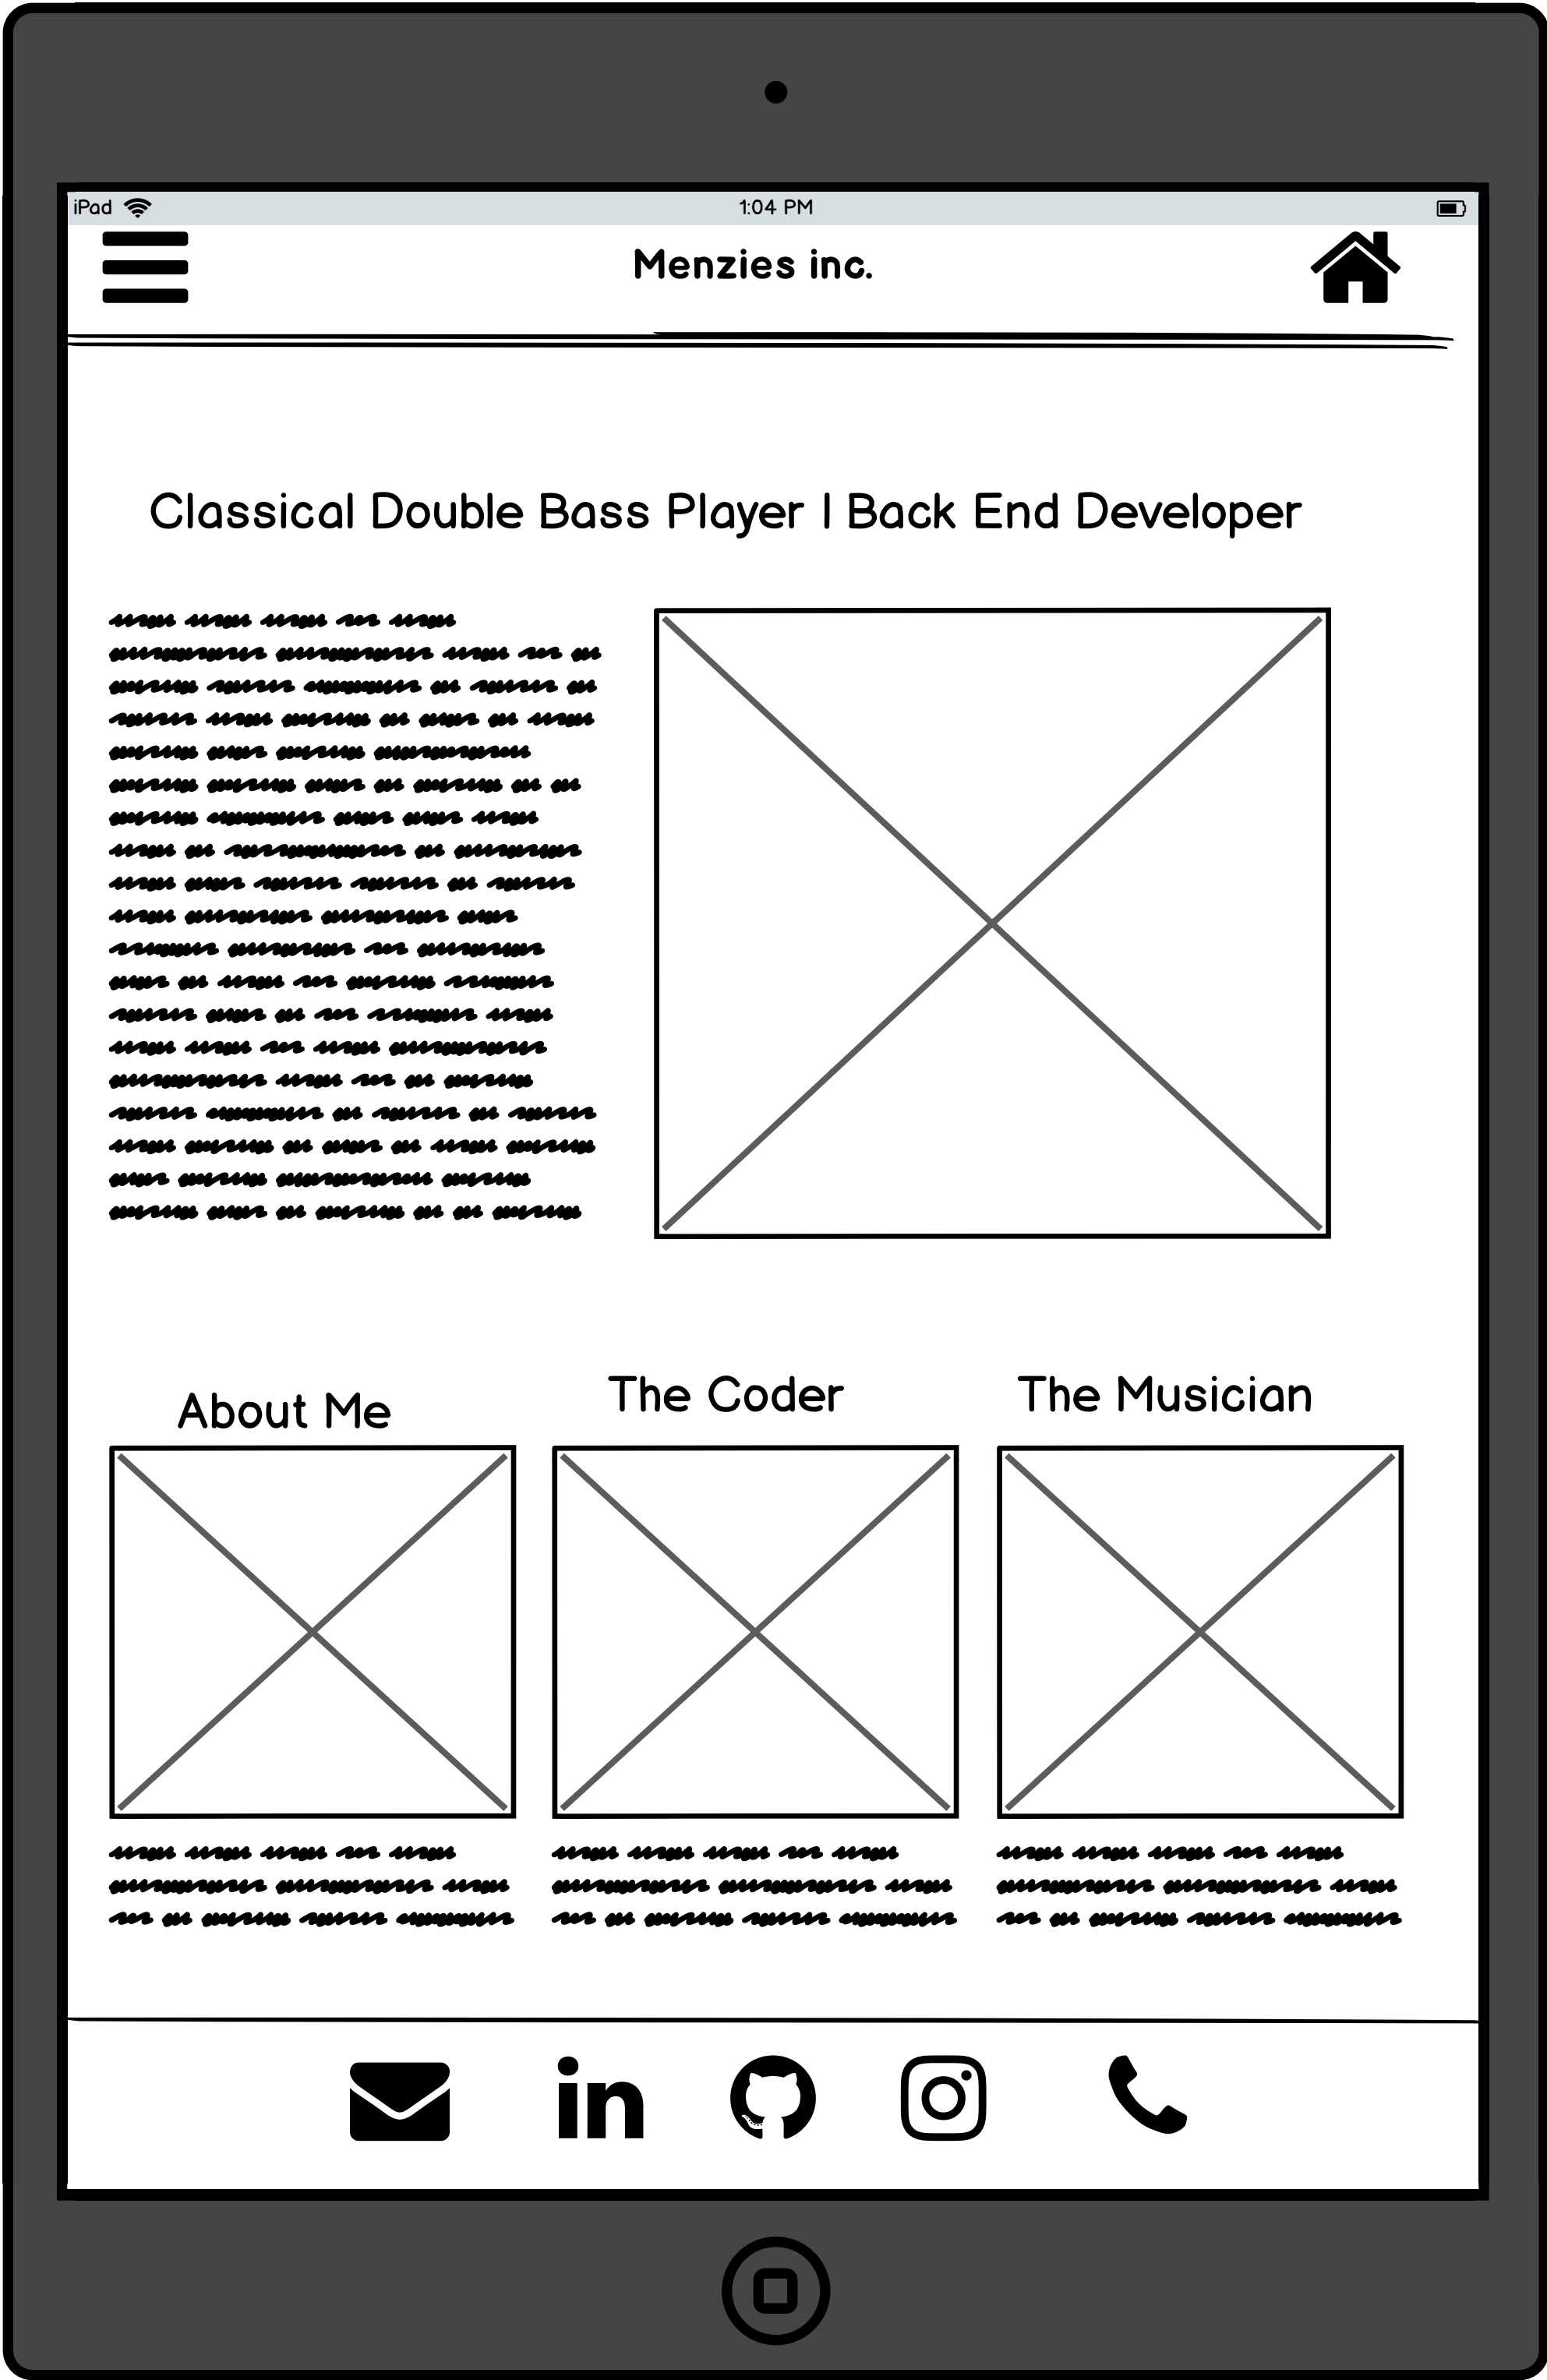 iPad 1:04 PM
Menzies inc.
Classical Double Bass Player | Back End Developer
About Me The Coder The Musician
in